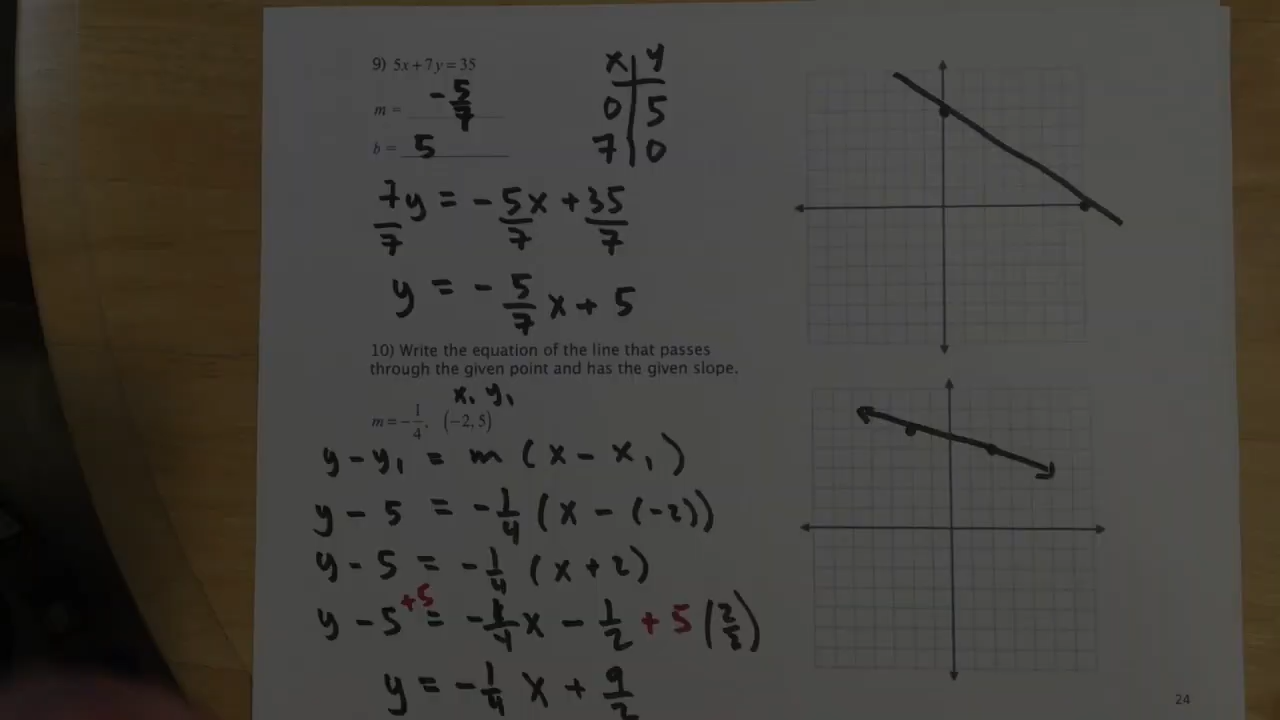 9) 5x + 7y = 35
m = -5/7
b = 5
x | y
0 | 5
7 | 0
7y/7 = -5x/7 + 35/7
y = -5/7 x + 5
10) Write the equation of the line that passes
through the given point and has the given slope.
x₁ y₁
m = -1/4, (-2, 5)
y - y₁ = m (x - x₁)
y - 5 = -1/4 (x - (-2))
y - 5 = -1/4 (x + 2)
y - 5 +5 = -1/4 x - 1/2 + 5 (2/2)
y = -1/4 x + 9/2
24